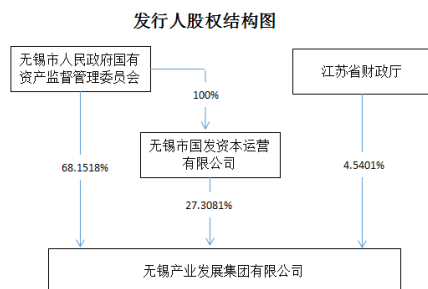 发行人股权结构图
无锡市人民政府国有
资产监督管理委员会
江苏省财政厅
100%
无锡市国发资本运营
有限公司
68.1518%
4.5401%
27.3081%
无锡产业发展集团有限公司